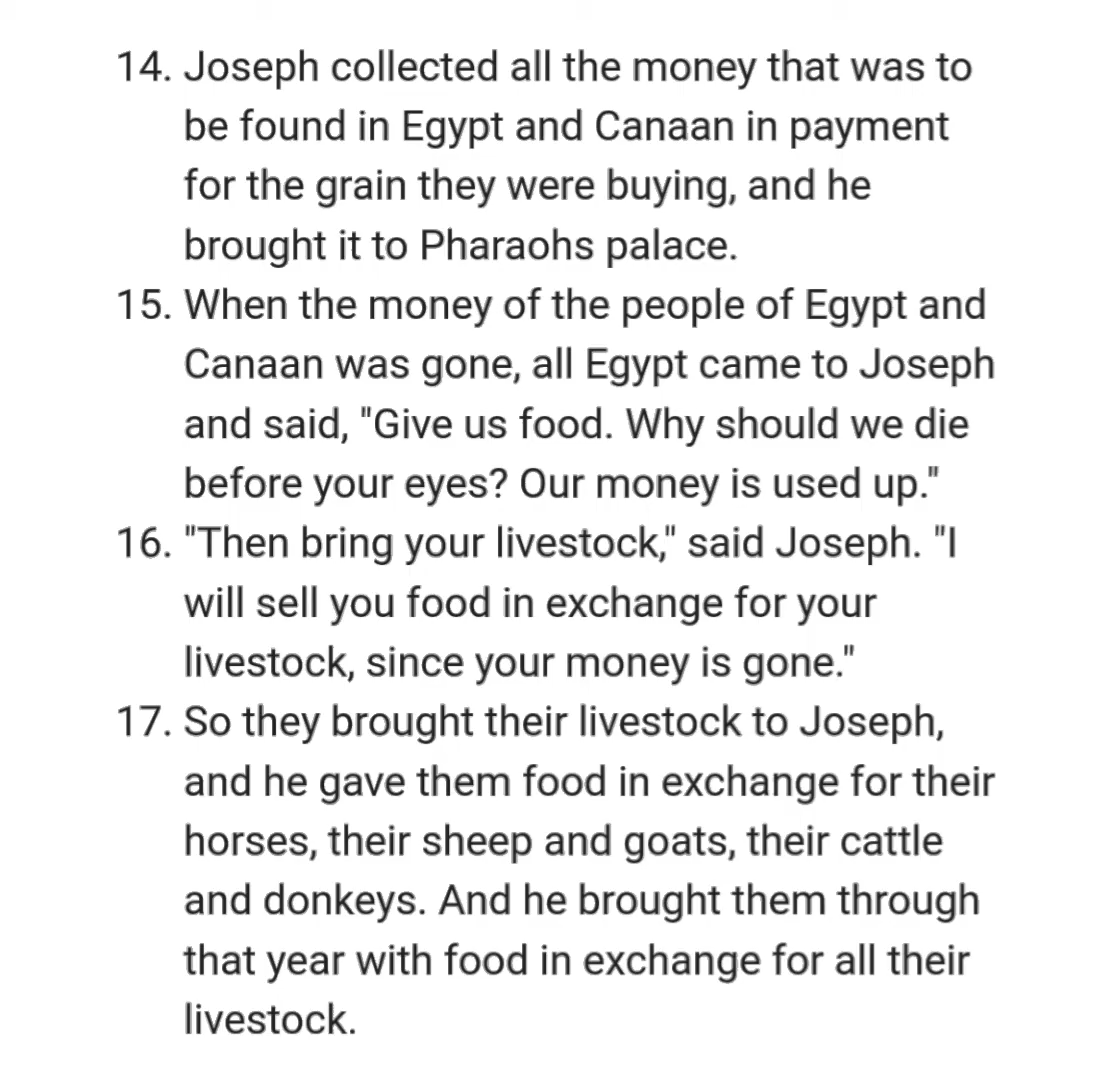 14. Joseph collected all the money that was to
be found in Egypt and Canaan in payment
for the grain they were buying, and he
brought it to Pharaohs palace.
15. When the money of the people of Egypt and
Canaan was gone, all Egypt came to Joseph
and said, "Give us food. Why should we die
before your eyes? Our money is used up."
16. "Then bring your livestock," said Joseph. "I
will sell you food in exchange for your
livestock, since your money is gone."
17. So they brought their livestock to Joseph,
and he gave them food in exchange for their
horses, their sheep and goats, their cattle
and donkeys. And he brought them through
that year with food in exchange for all their
livestock.